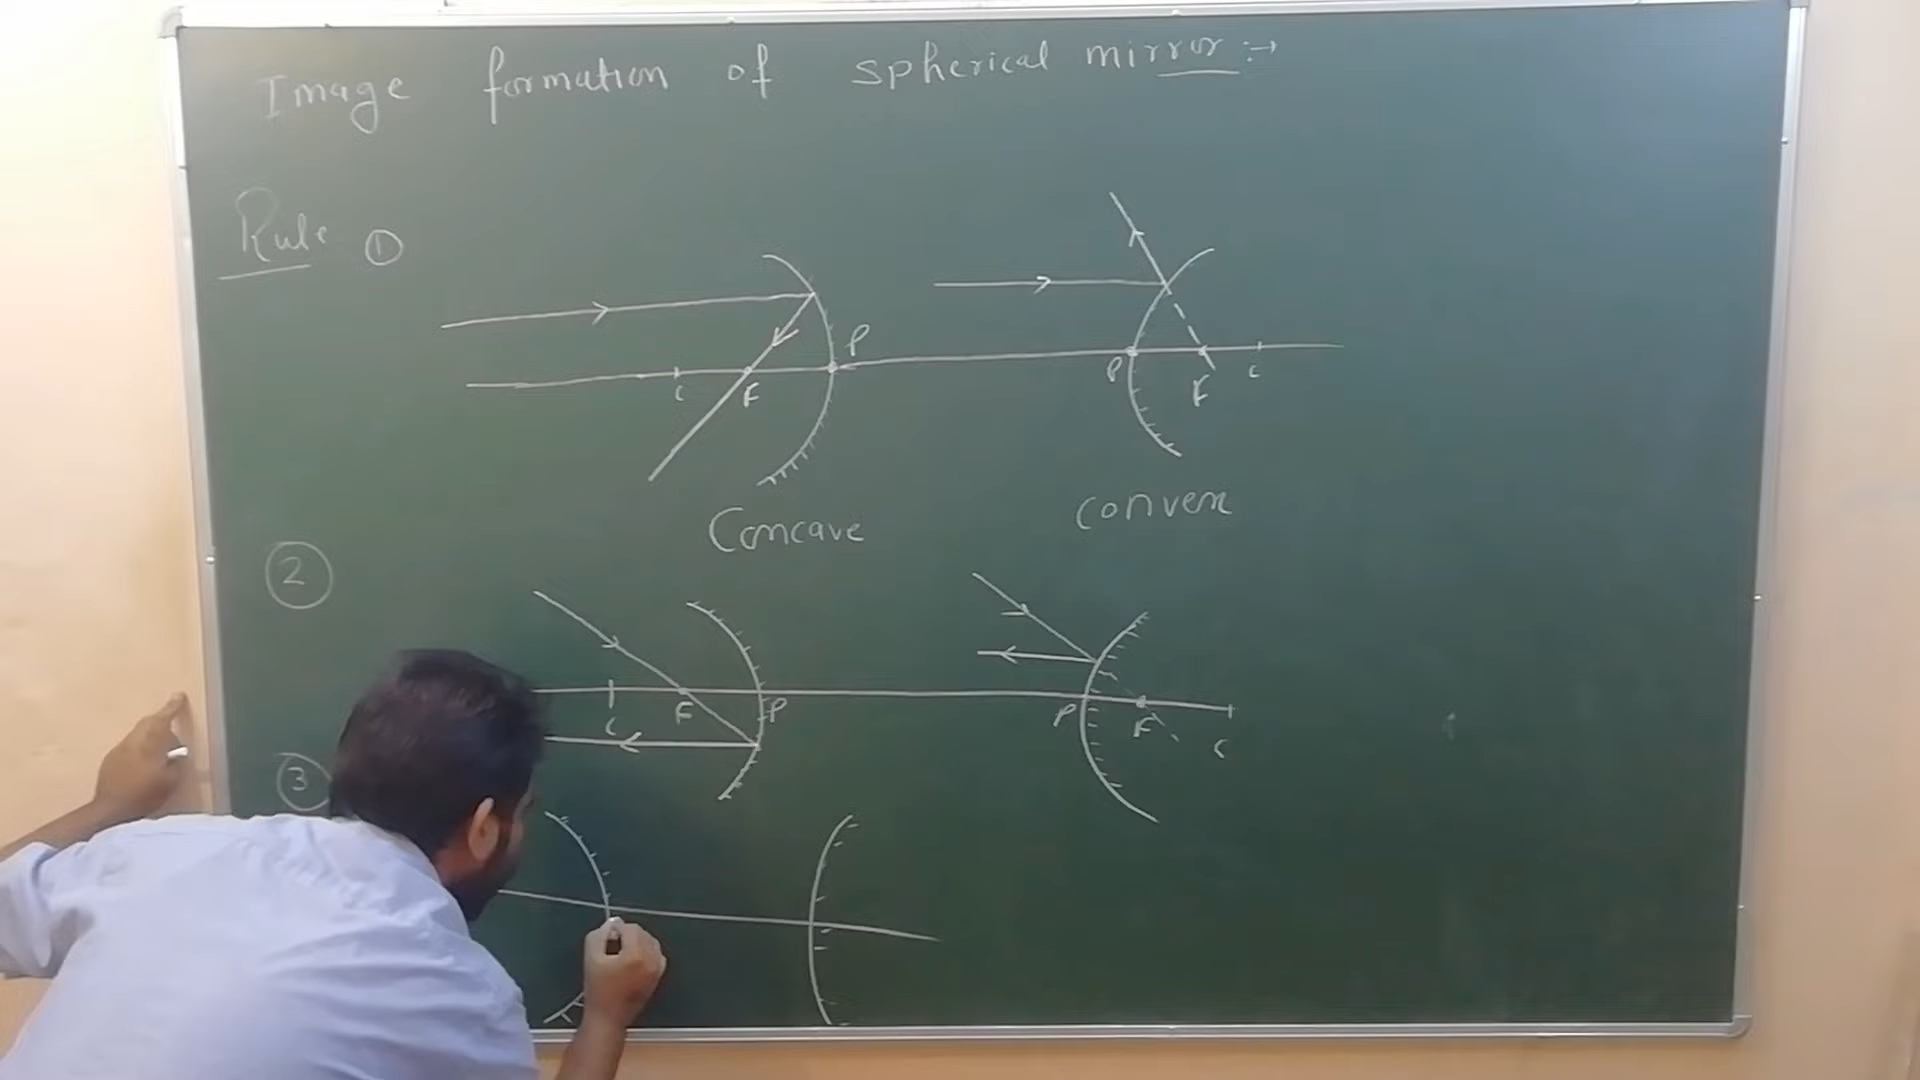 Image formation of spherical mirror :→
Rule ①
P
C F
P F C
Concave convex
②
C F P
P F C
③